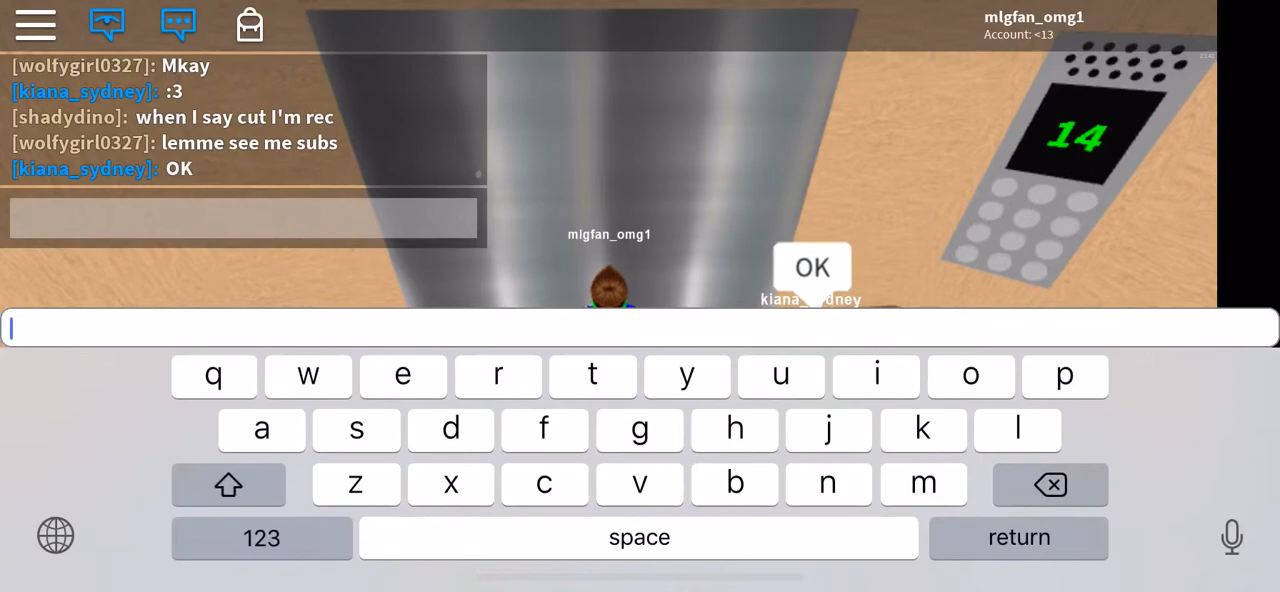 mlgfan_omg1
Account: <13
[wolfygirl0327]: Mkay
[kiana_sydney]: :3
[shadydino]: when I say cut I'm rec
[wolfygirl0327]: lemme see me subs
[kiana_sydney]: OK
14
mlgfan_omg1
OK
kiana_sydney
q w e r t y u i o p
a s d f g h j k l
z x c v b n m
123 space return